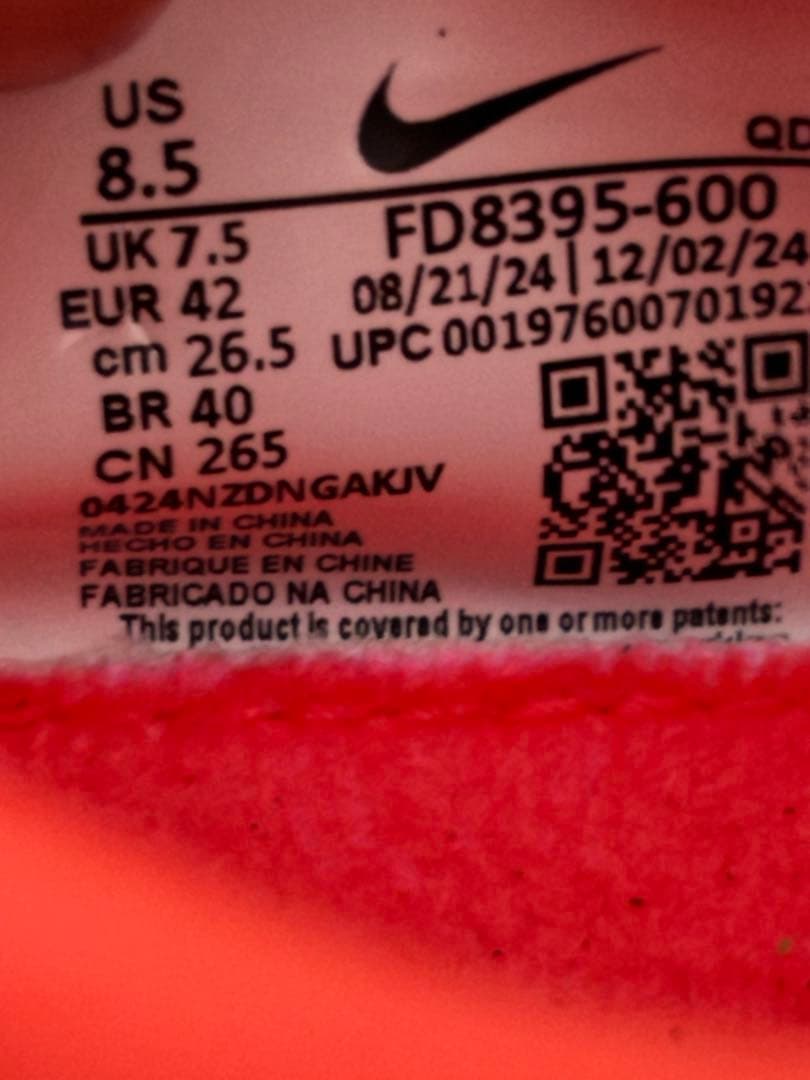 US
8.5
QD
FD8395-600
UK 7.5
08/21/24 | 12/02/24
EUR 42
UPC 0019760070192
cm 26.5
BR 40
CN 265
0424NZDNGAKJV
MADE IN CHINA
HECHO EN CHINA
FABRIQUE EN CHINE
FABRICADO NA CHINA
This product is covered by one or more patents: